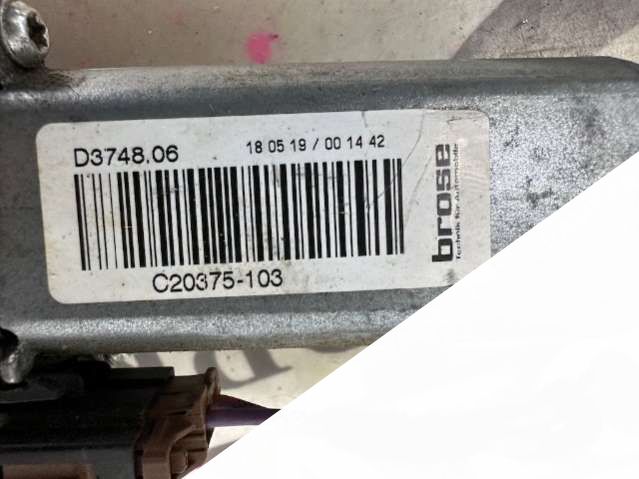 D3748.06
18 05 19 / 00 14 42
C20375-103
brose
Technik für Automobile